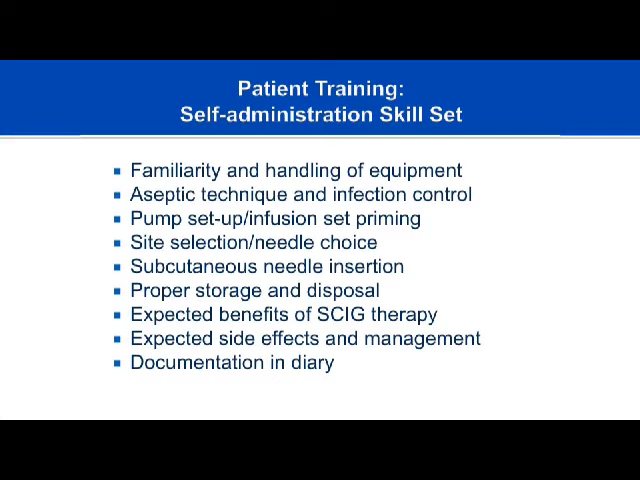 Patient Training:
Self-administration Skill Set
Familiarity and handling of equipment
Aseptic technique and infection control
Pump set-up/infusion set priming
Site selection/needle choice
Subcutaneous needle insertion
Proper storage and disposal
Expected benefits of SCIG therapy
Expected side effects and management
Documentation in diary